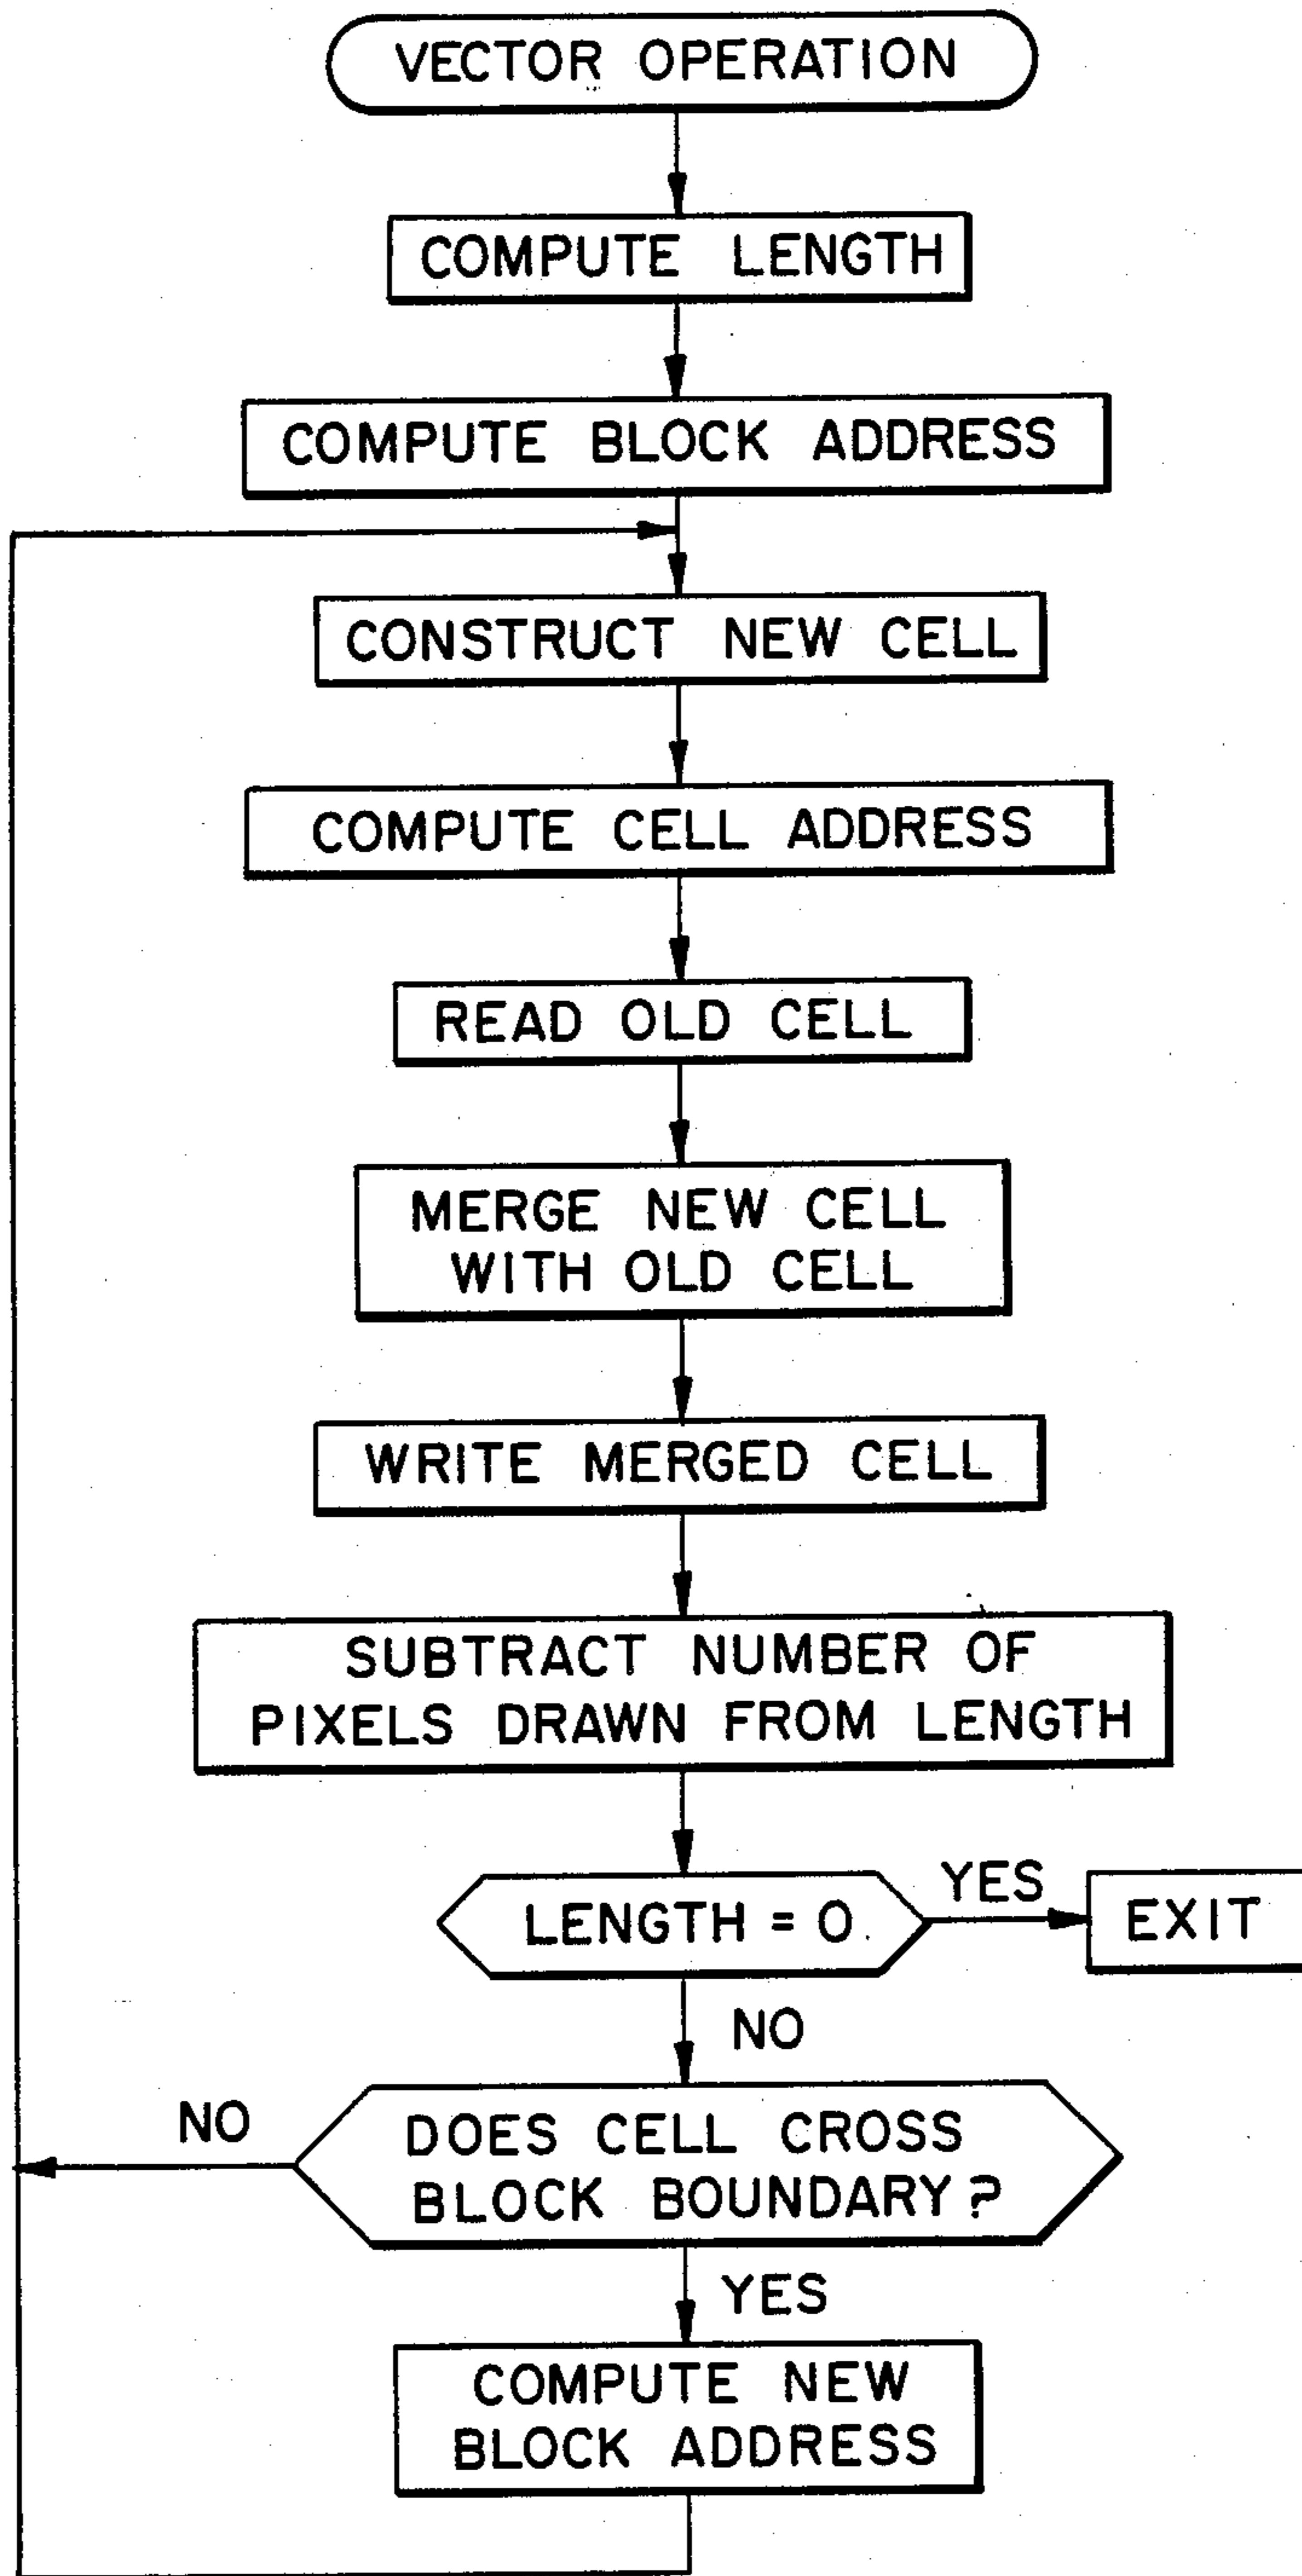 VECTOR OPERATION
COMPUTE LENGTH
COMPUTE BLOCK ADDRESS
CONSTRUCT NEW CELL
COMPUTE CELL ADDRESS
READ OLD CELL
MERGE NEW CELL
WITH OLD CELL
WRITE MERGED CELL
SUBTRACT NUMBER OF
PIXELS DRAWN FROM LENGTH
LENGTH = 0
YES
EXIT
NO
DOES CELL CROSS
BLOCK BOUNDARY?
NO
YES
COMPUTE NEW
BLOCK ADDRESS